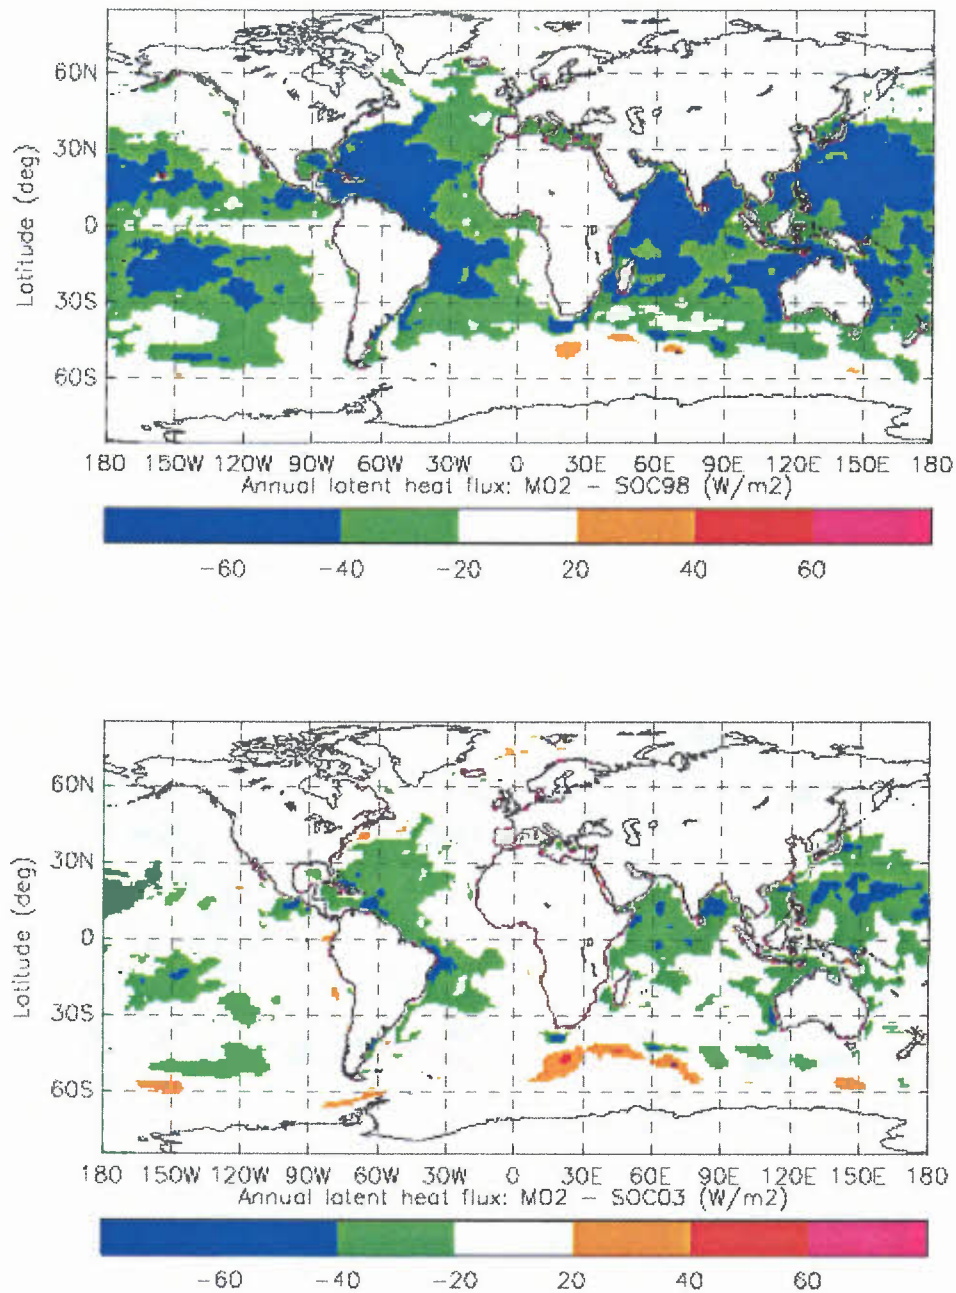 60N
30N
0
30S
60S
Latitude (deg)
180 150W 120W 90W 60W 30W 0 30E 60E 90E 120E 150E 180
Annual latent heat flux: MO2 - SOC98 (W/m2)
-60 -40 -20 20 40 60
60N
30N
0
30S
60S
Latitude (deg)
180 150W 120W 90W 60W 30W 0 30E 60E 90E 120E 150E 180
Annual latent heat flux: MO2 - SOC03 (W/m2)
-60 -40 -20 20 40 60